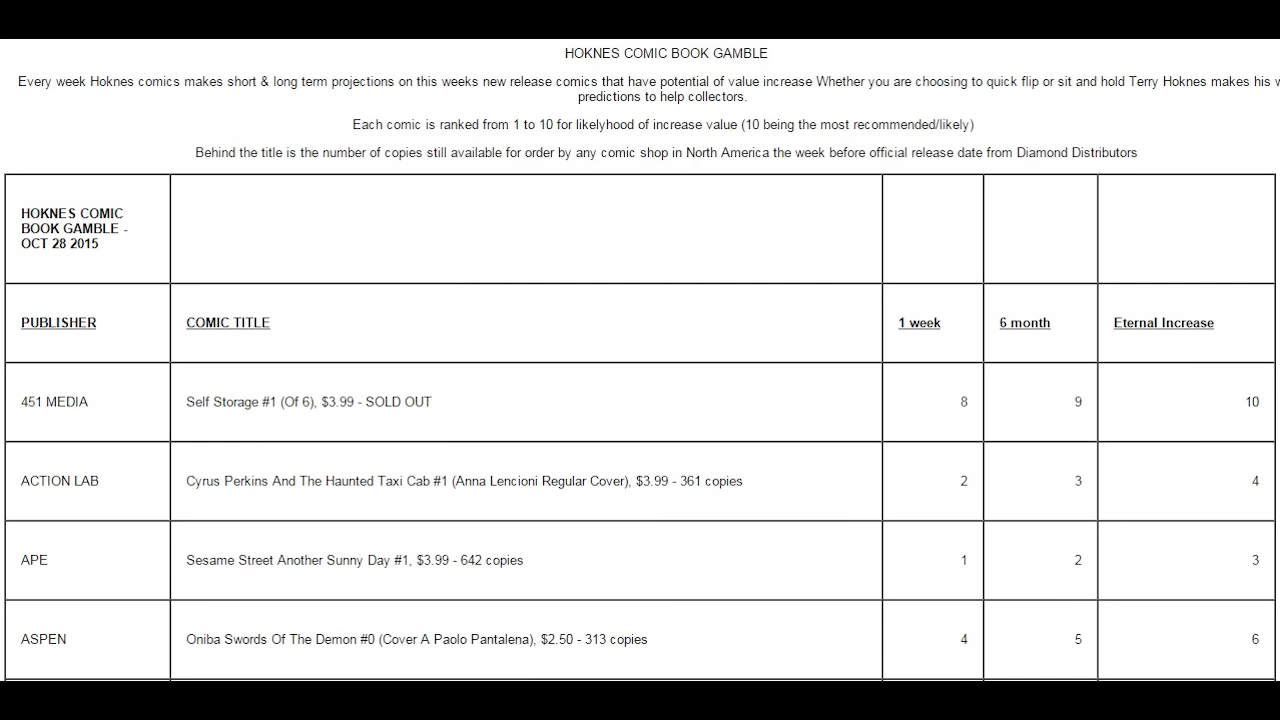 HOKNES COMIC BOOK GAMBLE
Every week Hoknes comics makes short & long term projections on this weeks new release comics that have potential of value increase Whether you are choosing to quick flip or sit and hold Terry Hoknes makes his
predictions to help collectors.
Each comic is ranked from 1 to 10 for likelyhood of increase value (10 being the most recommended/likely)
Behind the title is the number of copies still available for order by any comic shop in North America the week before official release date from Diamond Distributors
HOKNES COMIC
BOOK GAMBLE -
OCT 28 2015
PUBLISHER COMIC TITLE 1 week 6 month Eternal Increase
451 MEDIA Self Storage #1 (Of 6), $3.99 - SOLD OUT 8 9 10
ACTION LAB Cyrus Perkins And The Haunted Taxi Cab #1 (Anna Lencioni Regular Cover), $3.99 - 361 copies 2 3 4
APE Sesame Street Another Sunny Day #1, $3.99 - 642 copies 1 2 3
ASPEN Oniba Swords Of The Demon #0 (Cover A Paolo Pantalena), $2.50 - 313 copies 4 5 6